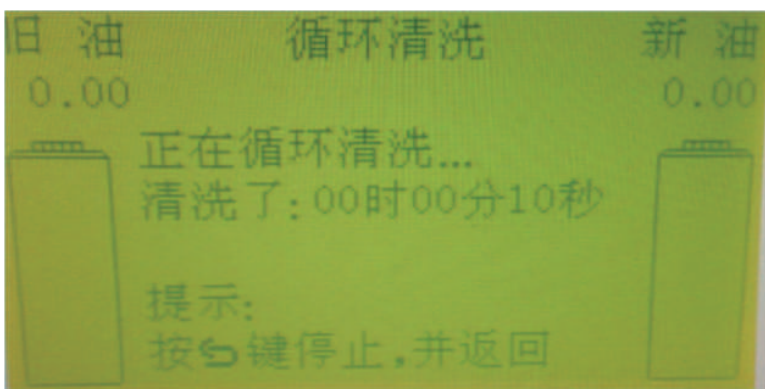 旧 油 循环清洗 新 油
0.00 0.00
正在循环清洗...
清洗了:00时00分10秒
提示:
按⮌键停止,并返回